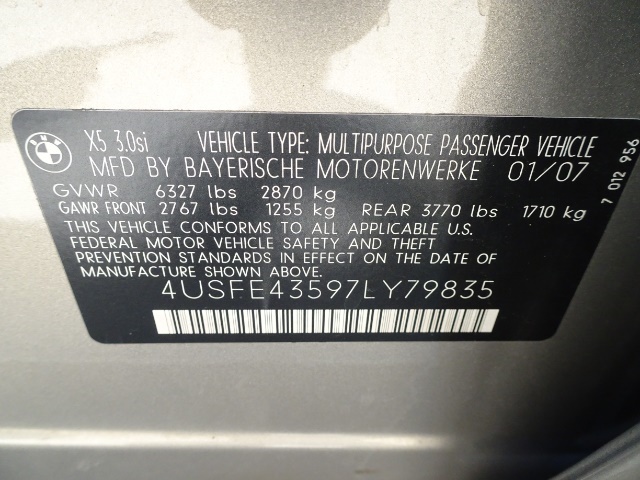 BMW
X5 3.0si VEHICLE TYPE: MULTIPURPOSE PASSENGER VEHICLE
MFD BY BAYERISCHE MOTORENWERKE 01/07
GVWR 6327 lbs 2870 kg
GAWR FRONT 2767 lbs 1255 kg REAR 3770 lbs 1710 kg
THIS VEHICLE CONFORMS TO ALL APPLICABLE U.S.
FEDERAL MOTOR VEHICLE SAFETY AND THEFT
PREVENTION STANDARDS IN EFFECT ON THE DATE OF
MANUFACTURE SHOWN ABOVE.
4USFE43597LY79835
7 012 956